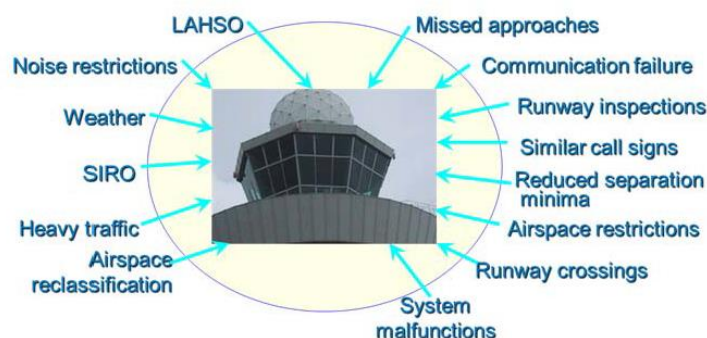 LAHSO
Missed approaches
Noise restrictions
Communication failure
Weather
Runway inspections
SIRO
Similar call signs
Reduced separation
minima
Heavy traffic
Airspace restrictions
Airspace
reclassification
Runway crossings
System
malfunctions